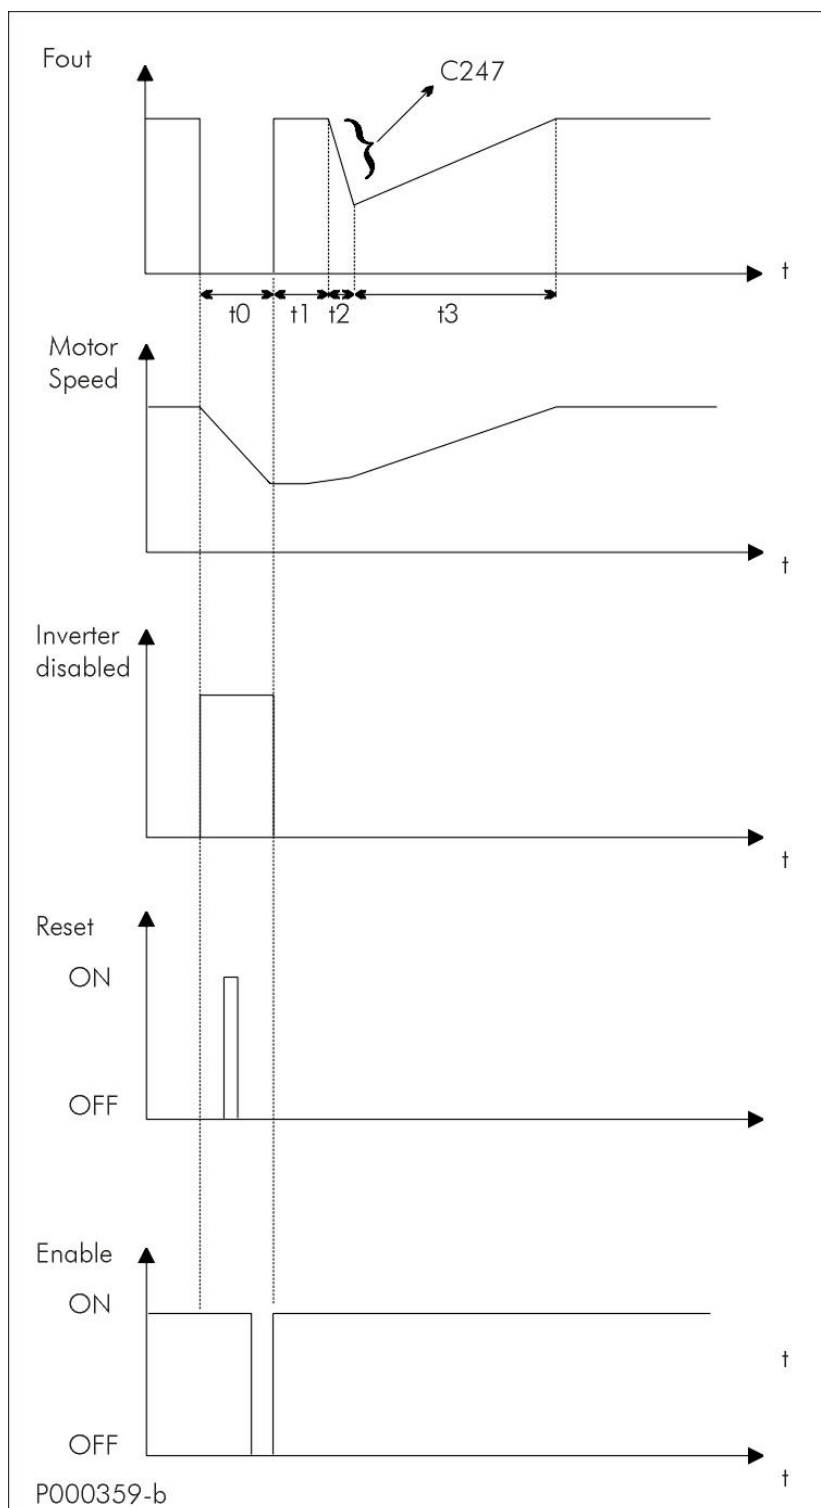 Fout
C247
t
t0 t1 t2 t3
Motor
Speed
t
Inverter
disabled
t
Reset
ON
OFF
Enable
ON
t
OFF
t
P000359-b